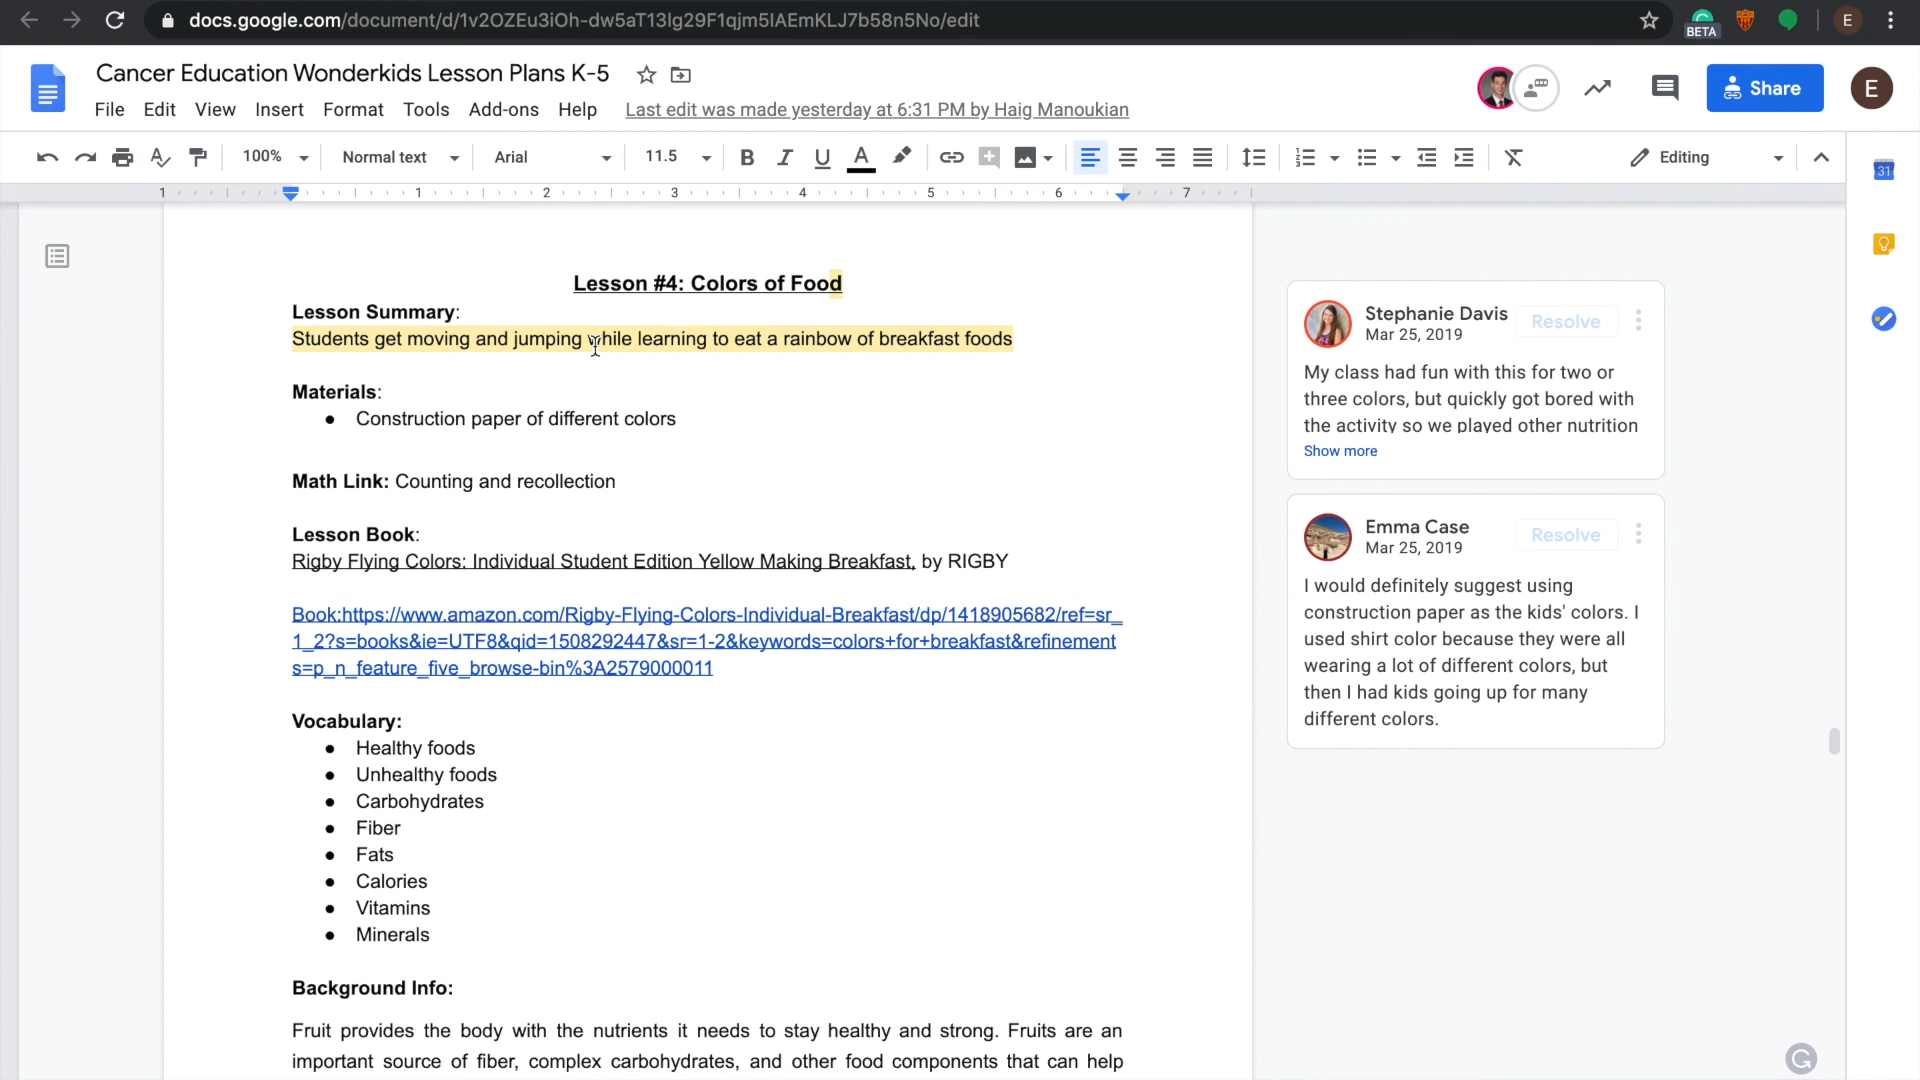 docs.google.com/document/d/1v2OZEu3iOh-dw5aT13lg29F1qjm5IAEmKLJ7b58n5No/edit
BETA
E
Cancer Education Wonderkids Lesson Plans K-5
File Edit View Insert Format Tools Add-ons Help Last edit was made yesterday at 6:31 PM by Haig Manoukian
Share
E
100% Normal text Arial 11.5 B I U A Editing
1 1 2 3 4 5 6 7
31
Lesson #4: Colors of Food
Lesson Summary:
Students get moving and jumping while learning to eat a rainbow of breakfast foods
Materials:
● Construction paper of different colors
Math Link: Counting and recollection
Lesson Book:
Rigby Flying Colors: Individual Student Edition Yellow Making Breakfast, by RIGBY
Book:https://www.amazon.com/Rigby-Flying-Colors-Individual-Breakfast/dp/1418905682/ref=sr_
1_2?s=books&ie=UTF8&qid=1508292447&sr=1-2&keywords=colors+for+breakfast&refinement
s=p_n_feature_five_browse-bin%3A2579000011
Vocabulary:
● Healthy foods
● Unhealthy foods
● Carbohydrates
● Fiber
● Fats
● Calories
● Vitamins
● Minerals
Background Info:
Fruit provides the body with the nutrients it needs to stay healthy and strong. Fruits are an
important source of fiber, complex carbohydrates, and other food components that can help
Stephanie Davis
Resolve
Mar 25, 2019
My class had fun with this for two or
three colors, but quickly got bored with
the activity so we played other nutrition
Show more
Emma Case
Resolve
Mar 25, 2019
I would definitely suggest using
construction paper as the kids' colors. I
used shirt color because they were all
wearing a lot of different colors, but
then I had kids going up for many
different colors.